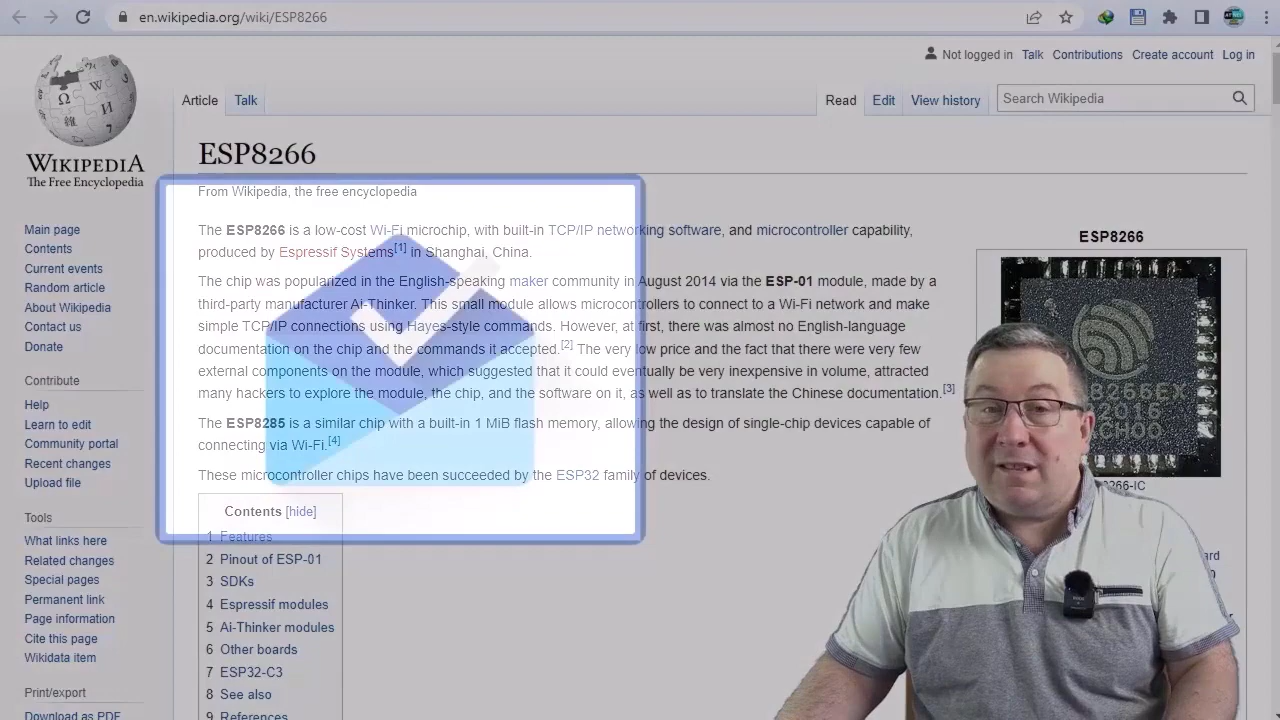 en.wikipedia.org/wiki/ESP8266
Not logged in Talk Contributions Create account Log in
Article Talk
Read Edit View history Search Wikipedia
WIKIPEDIA
The Free Encyclopedia
ESP8266
From Wikipedia, the free encyclopedia
The ESP8266 is a low-cost Wi-Fi microchip, with built-in TCP/IP networking software, and microcontroller capability,
produced by Espressif Systems[1] in Shanghai, China.
The chip was popularized in the English-speaking maker community in August 2014 via the ESP-01 module, made by a
third-party manufacturer Ai-Thinker. This small module allows microcontrollers to connect to a Wi-Fi network and make
simple TCP/IP connections using Hayes-style commands. However, at first, there was almost no English-language
documentation on the chip and the commands it accepted.[2] The very low price and the fact that there were very few
external components on the module, which suggested that it could eventually be very inexpensive in volume, attracted
many hackers to explore the module, the chip, and the software on it, as well as to translate the Chinese documentation.[3]
The ESP8285 is a similar chip with a built-in 1 MiB flash memory, allowing the design of single-chip devices capable of
connecting via Wi-Fi.[4]
These microcontroller chips have been succeeded by the ESP32 family of devices.
Contents [hide]
1 Features
2 Pinout of ESP-01
3 SDKs
4 Espressif modules
5 Ai-Thinker modules
6 Other boards
7 ESP32-C3
8 See also
9 References
Main page
Contents
Current events
Random article
About Wikipedia
Contact us
Donate
Contribute
Help
Learn to edit
Community portal
Recent changes
Upload file
Tools
What links here
Related changes
Special pages
Permanent link
Page information
Cite this page
Wikidata item
Print/export
Download as PDF
ESP8266
8266EX
2016
8266-IC